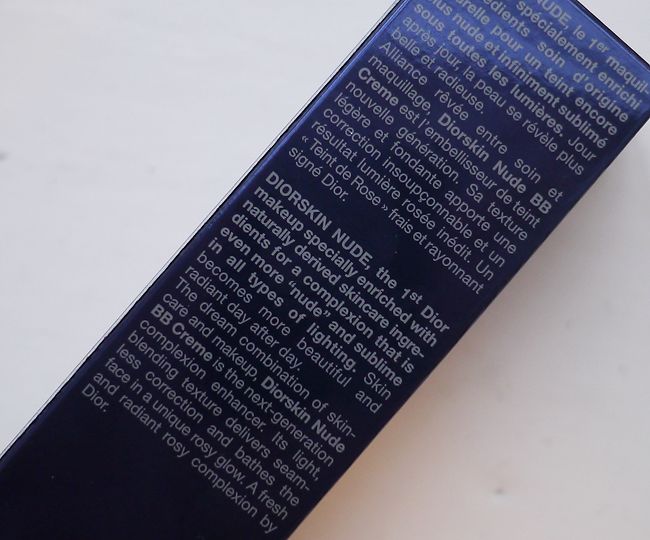 NUDE, le 1er maquil-
spécialement enrichi
édients soin d'origine
urelle pour un teint encore
plus nude et infiniment sublimé
sous toutes les lumières. Jour
après jour, la peau se révèle plus
belle et radieuse.
Alliance rêvée entre soin et
maquillage, Diorskin Nude BB
Creme est l'embellisseur de teint
nouvelle génération. Sa texture
légère et fondante apporte une
correction insoupçonnable et un
résultat lumière rosée inédit. Un
« Teint de Rose » frais et rayonnant
signé Dior.
DIORSKIN NUDE, the 1st Dior
makeup specially enriched with
naturally derived skincare ingre-
dients for a complexion that is
even more "nude" and sublime
in all types of lighting. Skin
becomes more beautiful and
radiant day after day.
The dream combination of skin-
care and makeup Diorskin Nude
BB Creme is the next-generation
complexion enhancer. Its light,
blending texture delivers seam-
less correction and bathes the
face in a unique rosy glow. A fresh
and radiant rosy complexion by
Dior.